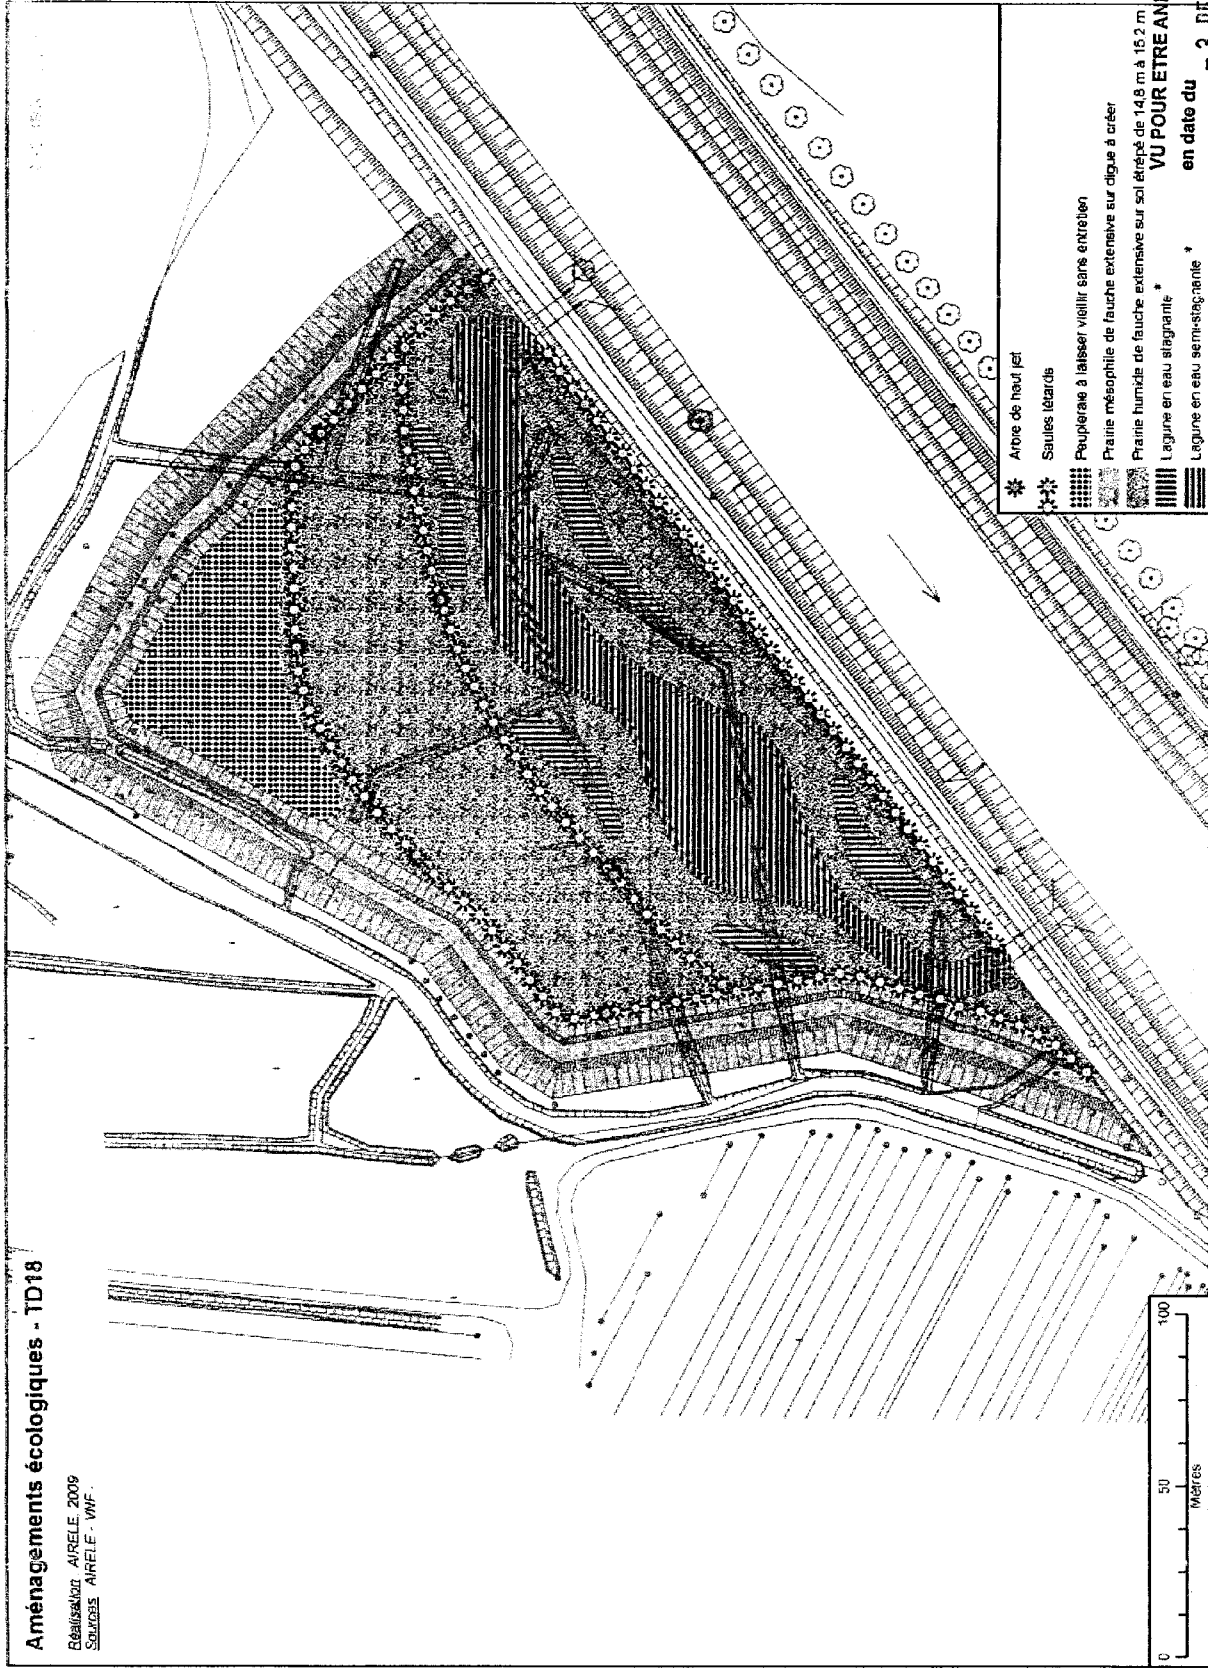 Aménagements écologiques - TD18
Réalisation AIRELE, 2009
Sources AIRELE - VNF -
Arbre de haut jet
Saules têtards
Peupleraie à laisser vieillir sans entretien
Prairie mésophile de fauche extensive sur digue à créer
Prairie humide de fauche extensive sur sol étrépé de 14,8 m à 15 2 m
Lagune en eau stagnante *
Lagune en eau semi-stagnante *
VU POUR ETRE AN
en date du
0 50 100
Mètres